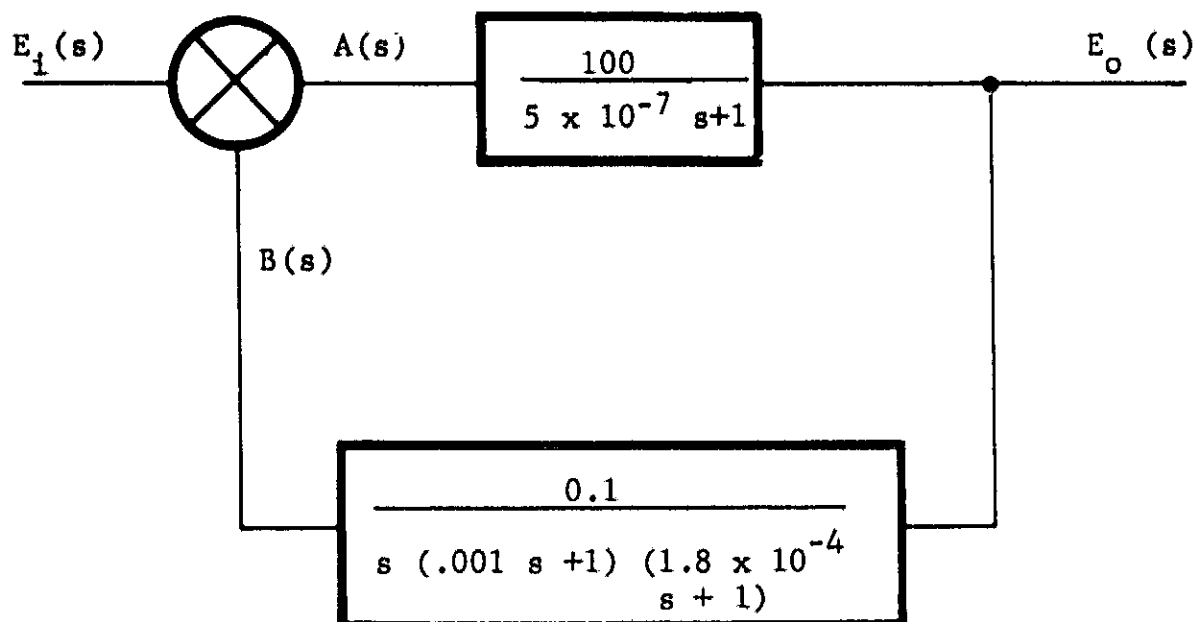 E_i(s)
A(s)
100
5 x 10^-7 s+1
E_o (s)
B(s)
0.1
s (.001 s +1) (1.8 x 10^-4
s + 1)